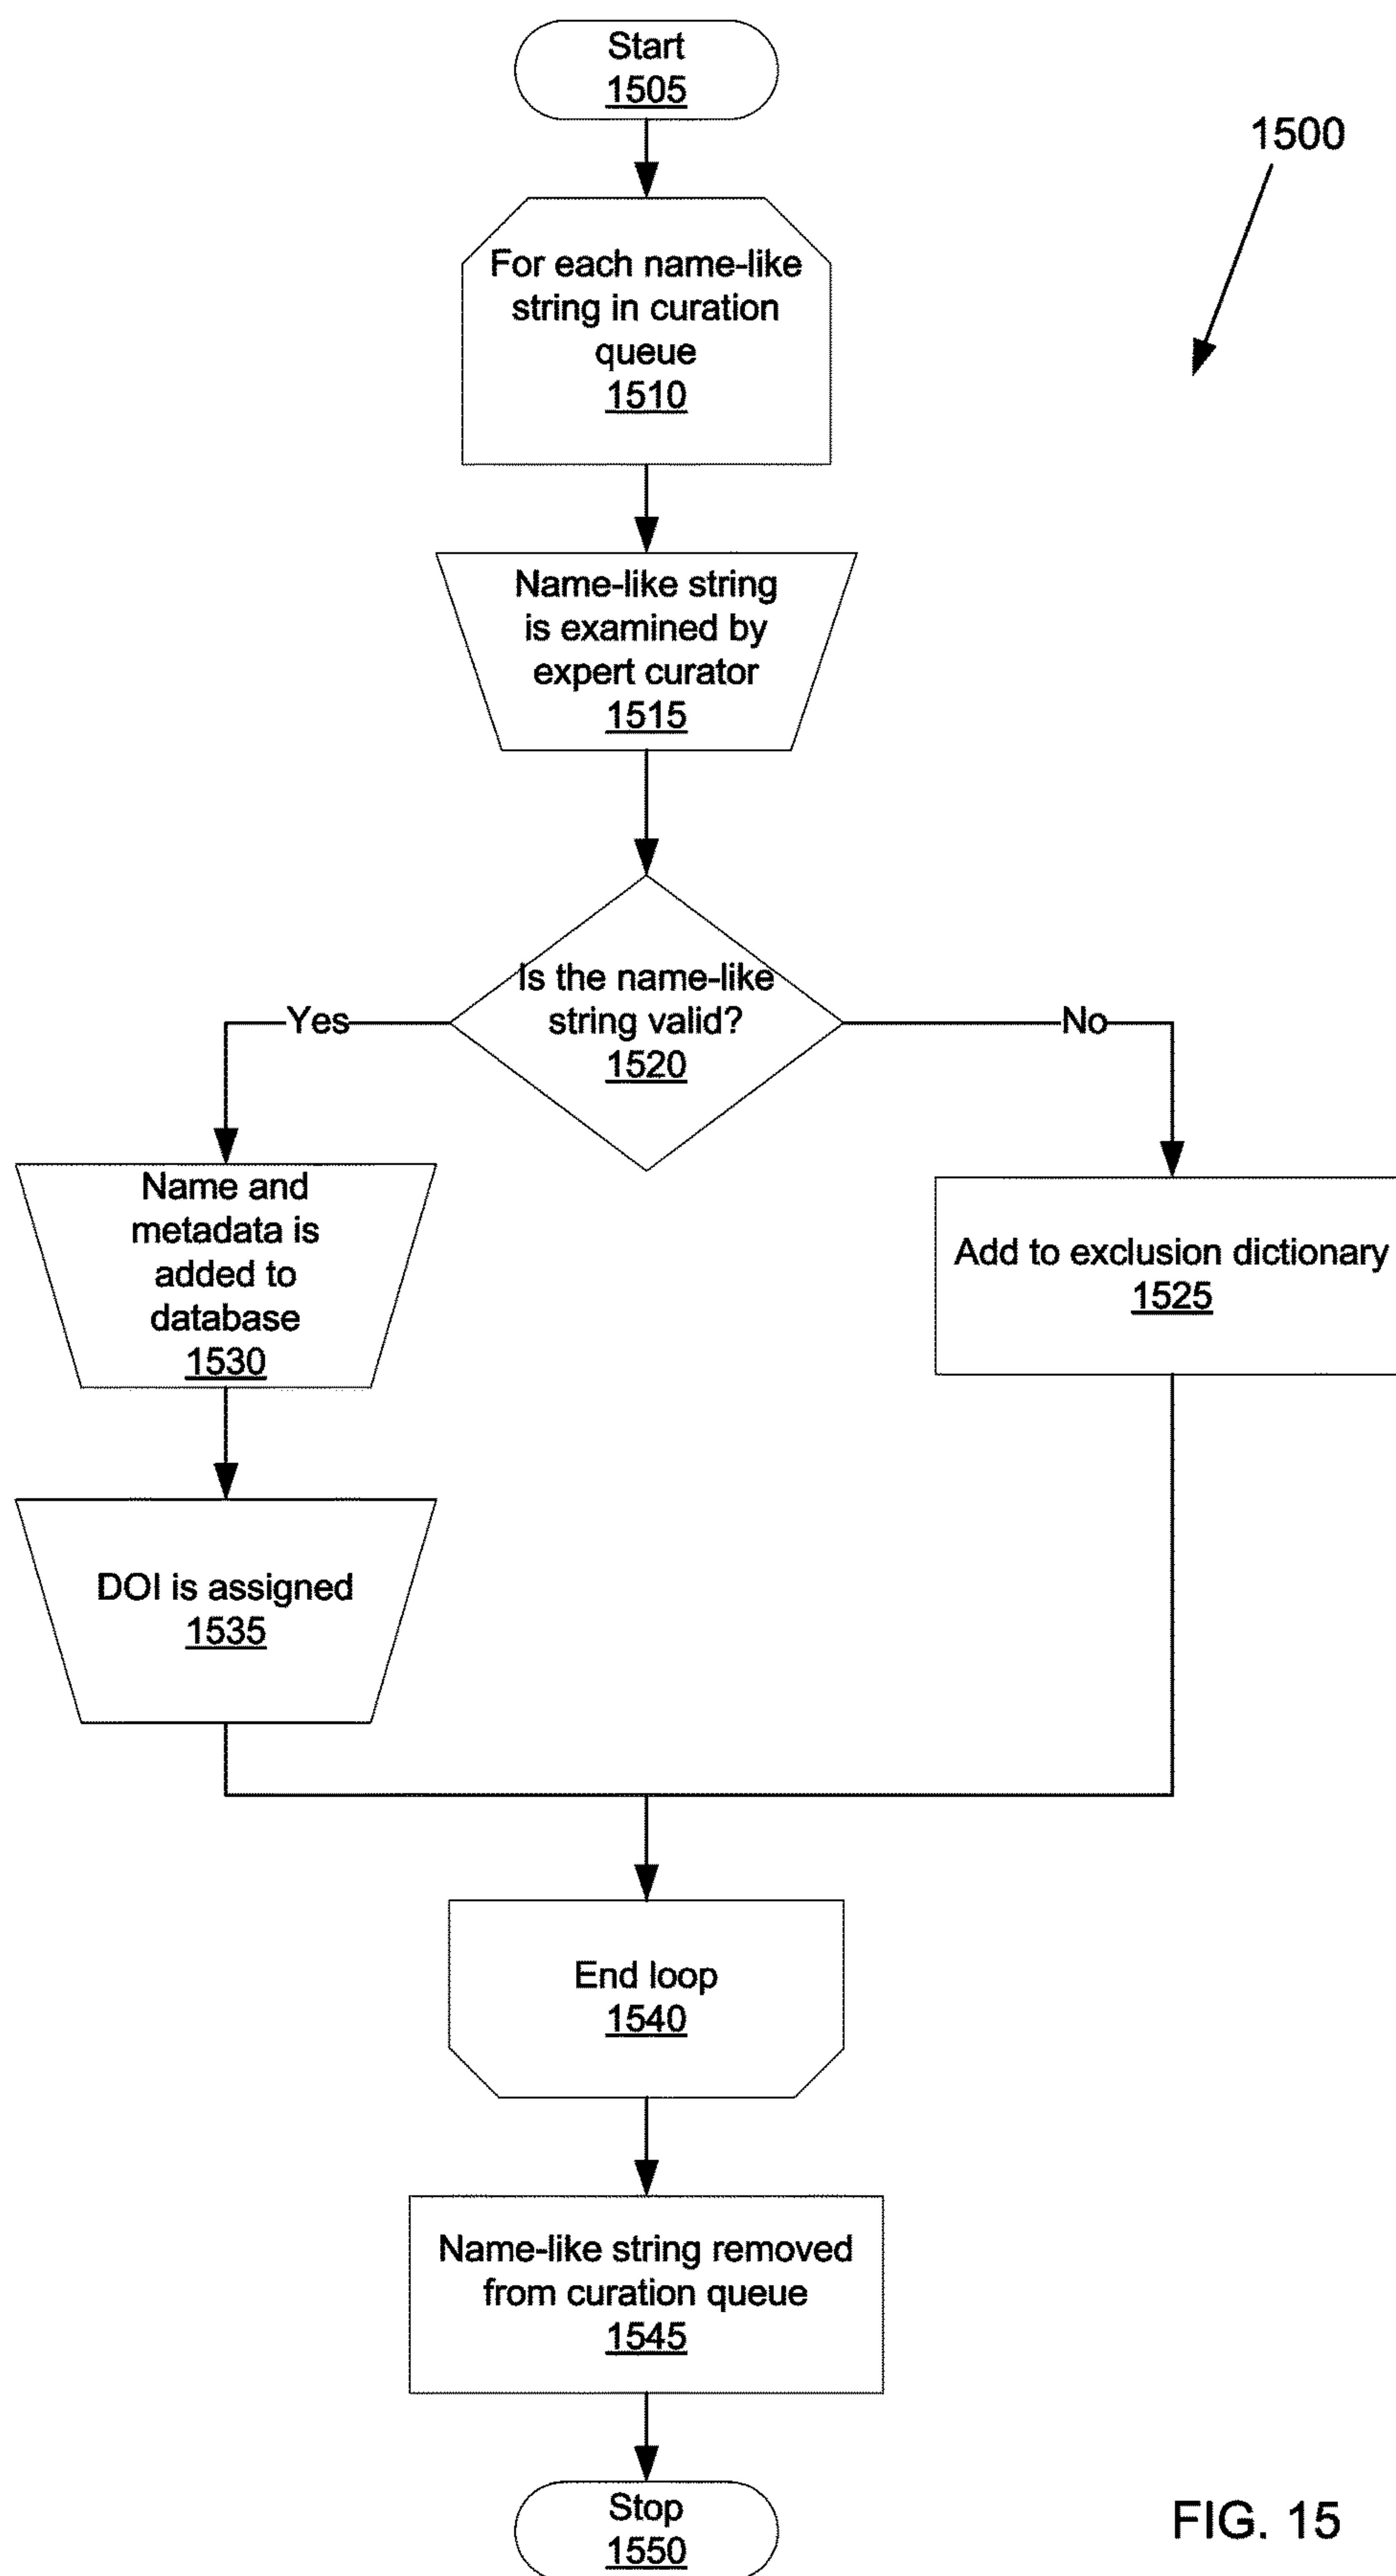 Start
1505
1500
For each name-like
string in curation
queue
1510
Name-like string
is examined by
expert curator
1515
Is the name-like
string valid?
1520
Yes
No
Name and
metadata is
added to
database
1530
Add to exclusion dictionary
1525
DOI is assigned
1535
End loop
1540
Name-like string removed
from curation queue
1545
Stop
1550
FIG. 15